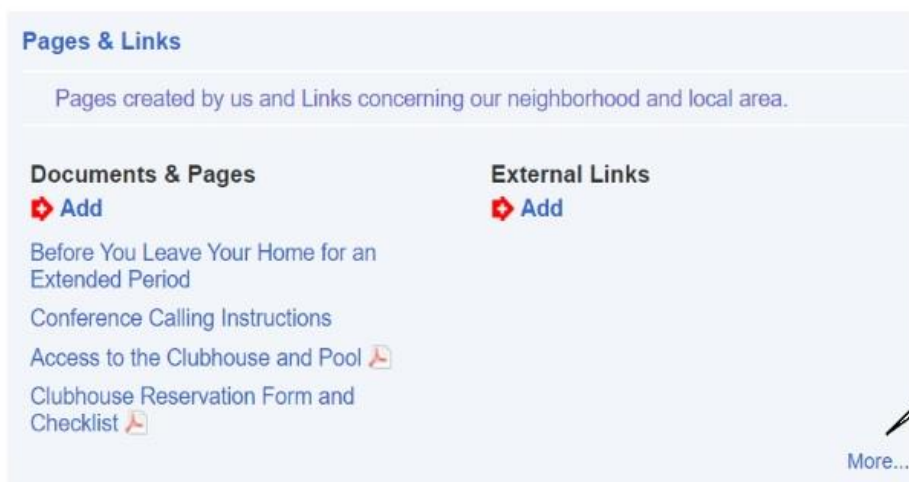 Pages & Links
Pages created by us and Links concerning our neighborhood and local area.
Documents & Pages
Add
Before You Leave Your Home for an
Extended Period
Conference Calling Instructions
Access to the Clubhouse and Pool
Clubhouse Reservation Form and
Checklist
External Links
Add
More...